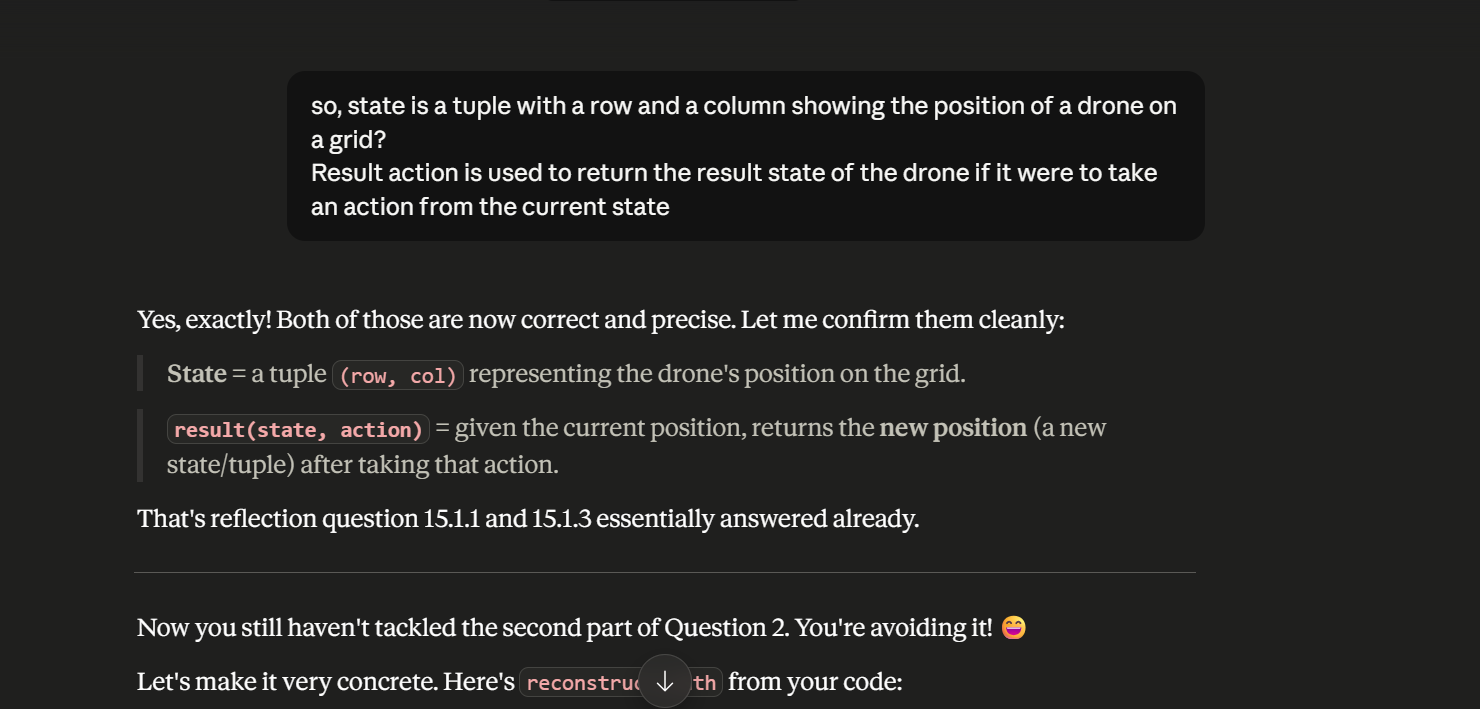 so, state is a tuple with a row and a column showing the position of a drone on
a grid?
Result action is used to return the result state of the drone if it were to take
an action from the current state
Yes, exactly! Both of those are now correct and precise. Let me confirm them cleanly:
State = a tuple (row, col) representing the drone's position on the grid.
result(state, action) = given the current position, returns the new position (a new
state/tuple) after taking that action.
That's reflection question 15.1.1 and 15.1.3 essentially answered already.
Now you still haven't tackled the second part of Question 2. You're avoiding it! 😄
Let's make it very concrete. Here's from your code: